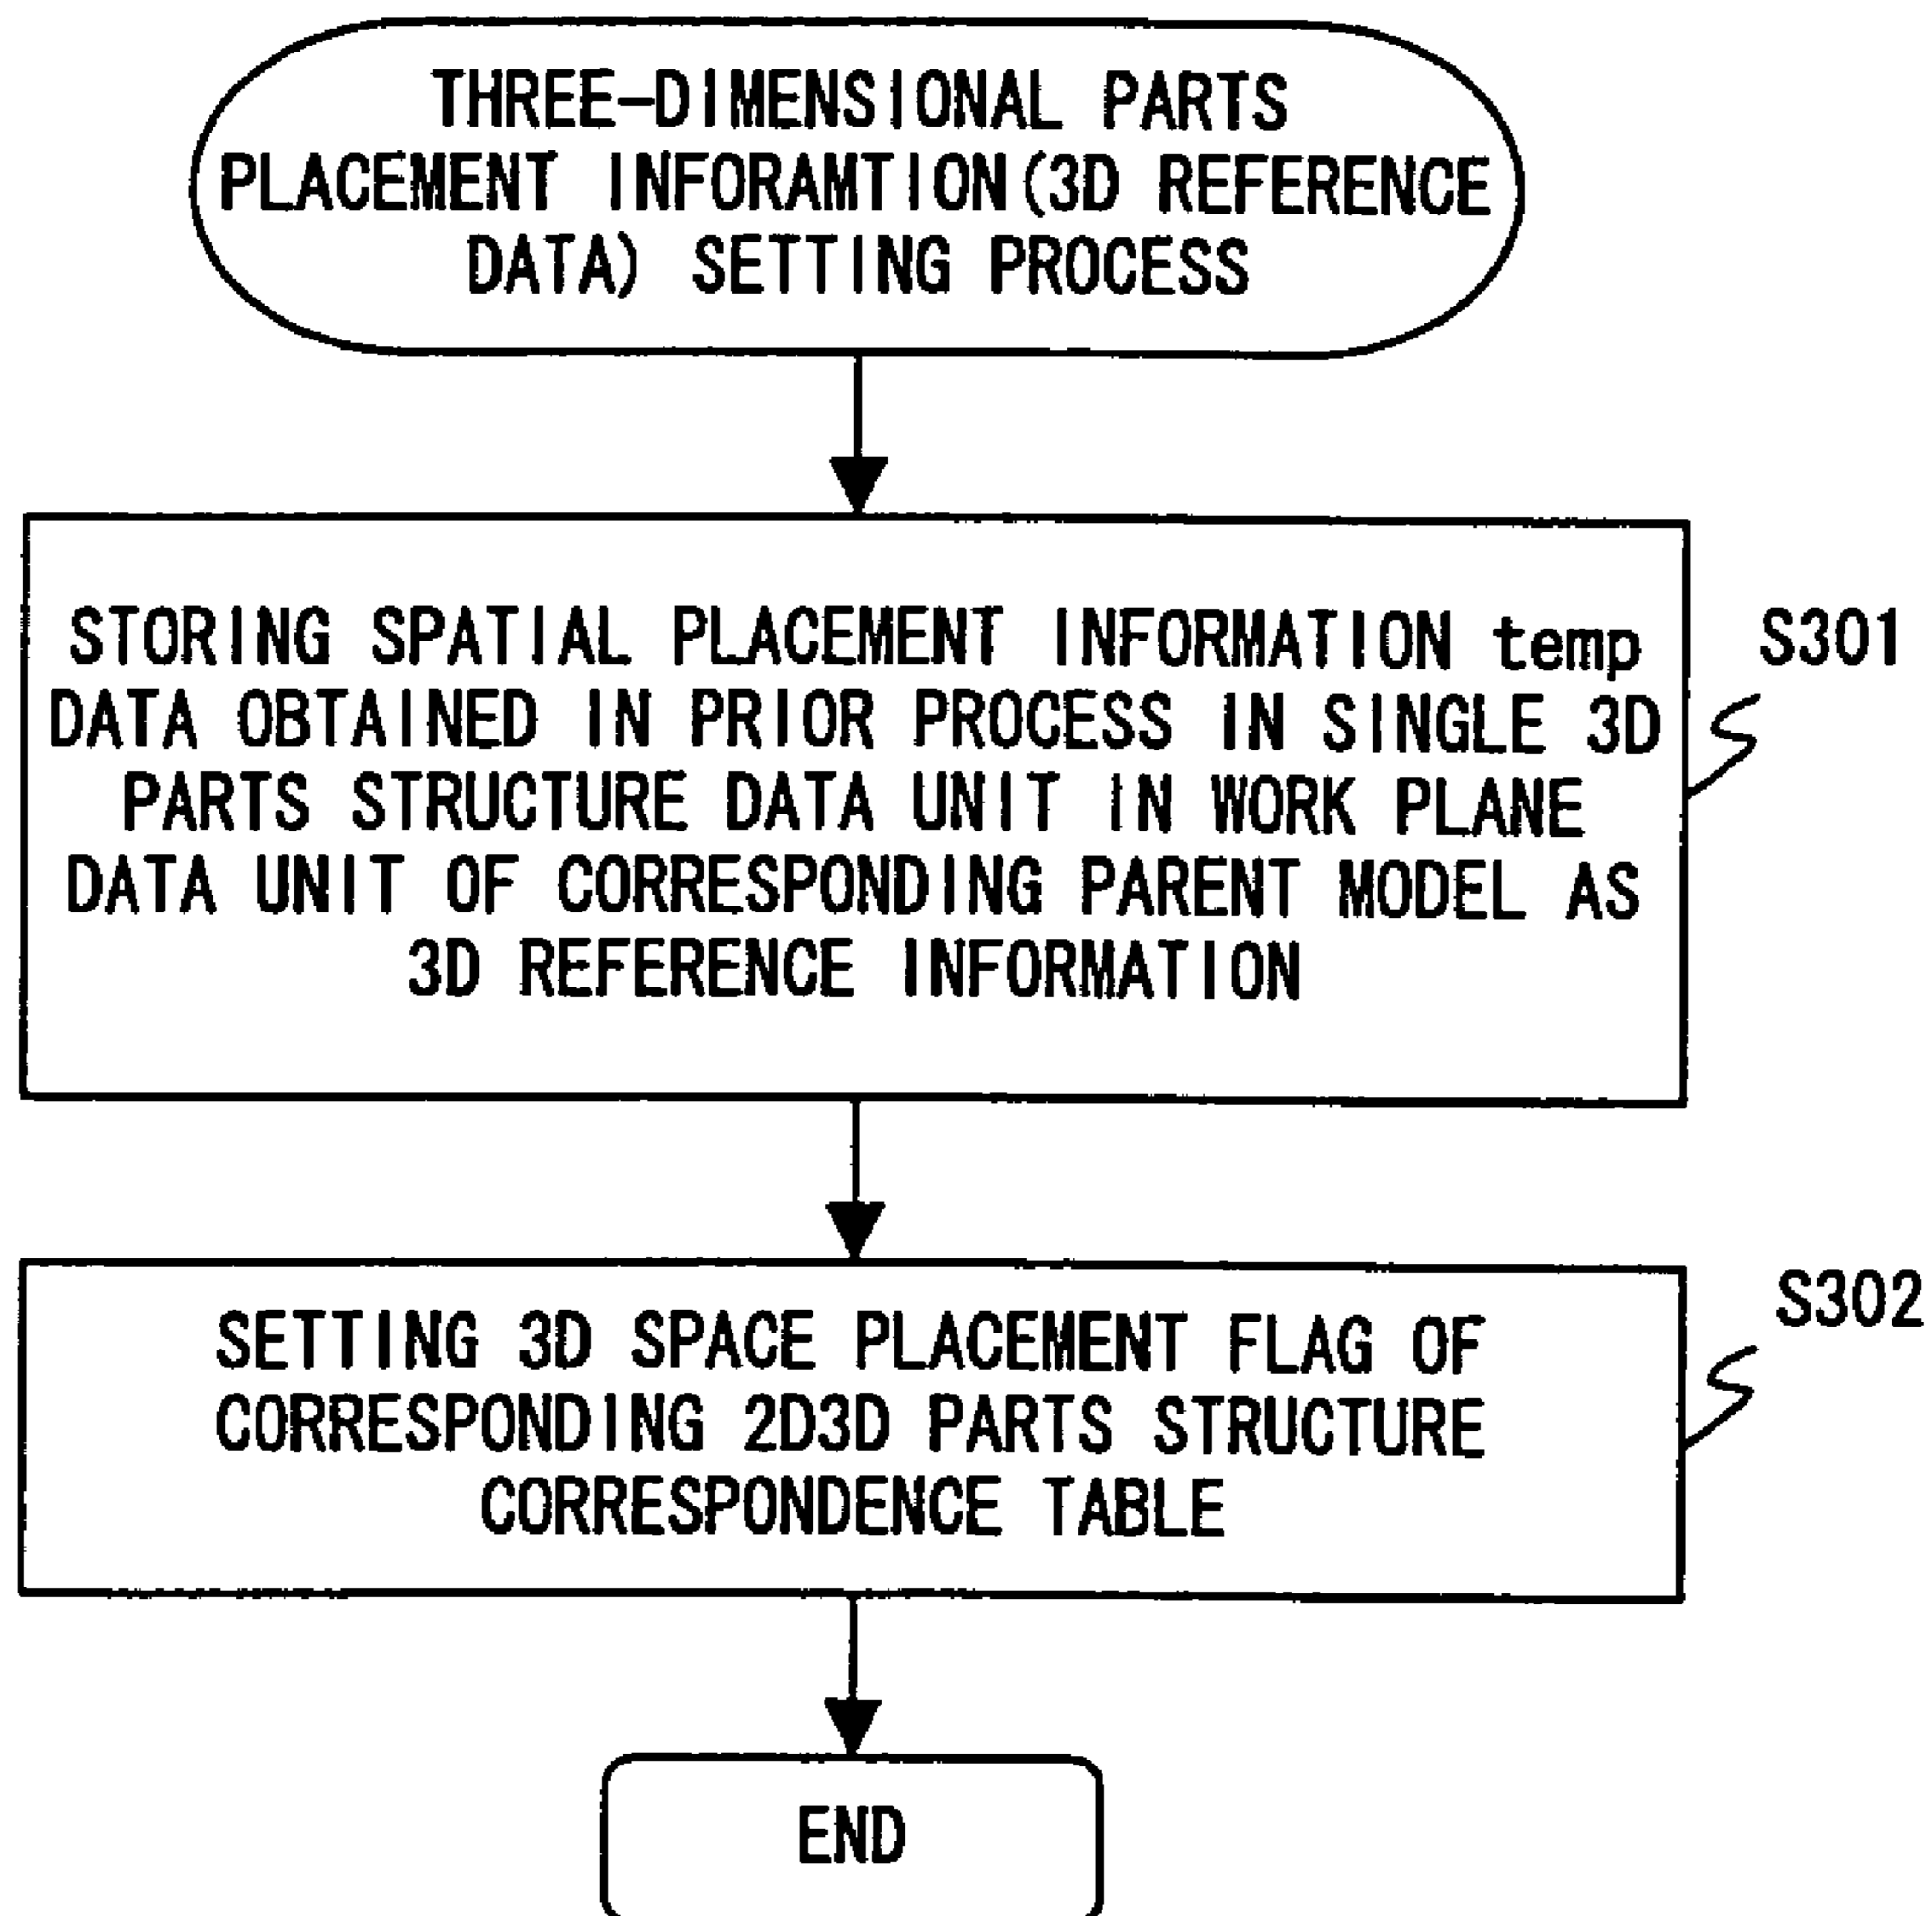 THREE-DIMENSIONAL PARTS
PLACEMENT INFORAMTION(3D REFERENCE
DATA) SETTING PROCESS
STORING SPATIAL PLACEMENT INFORMATION temp
DATA OBTAINED IN PRIOR PROCESS IN SINGLE 3D
PARTS STRUCTURE DATA UNIT IN WORK PLANE
DATA UNIT OF CORRESPONDING PARENT MODEL AS
3D REFERENCE INFORMATION
S301
SETTING 3D SPACE PLACEMENT FLAG OF
CORRESPONDING 2D3D PARTS STRUCTURE
CORRESPONDENCE TABLE
S302
END